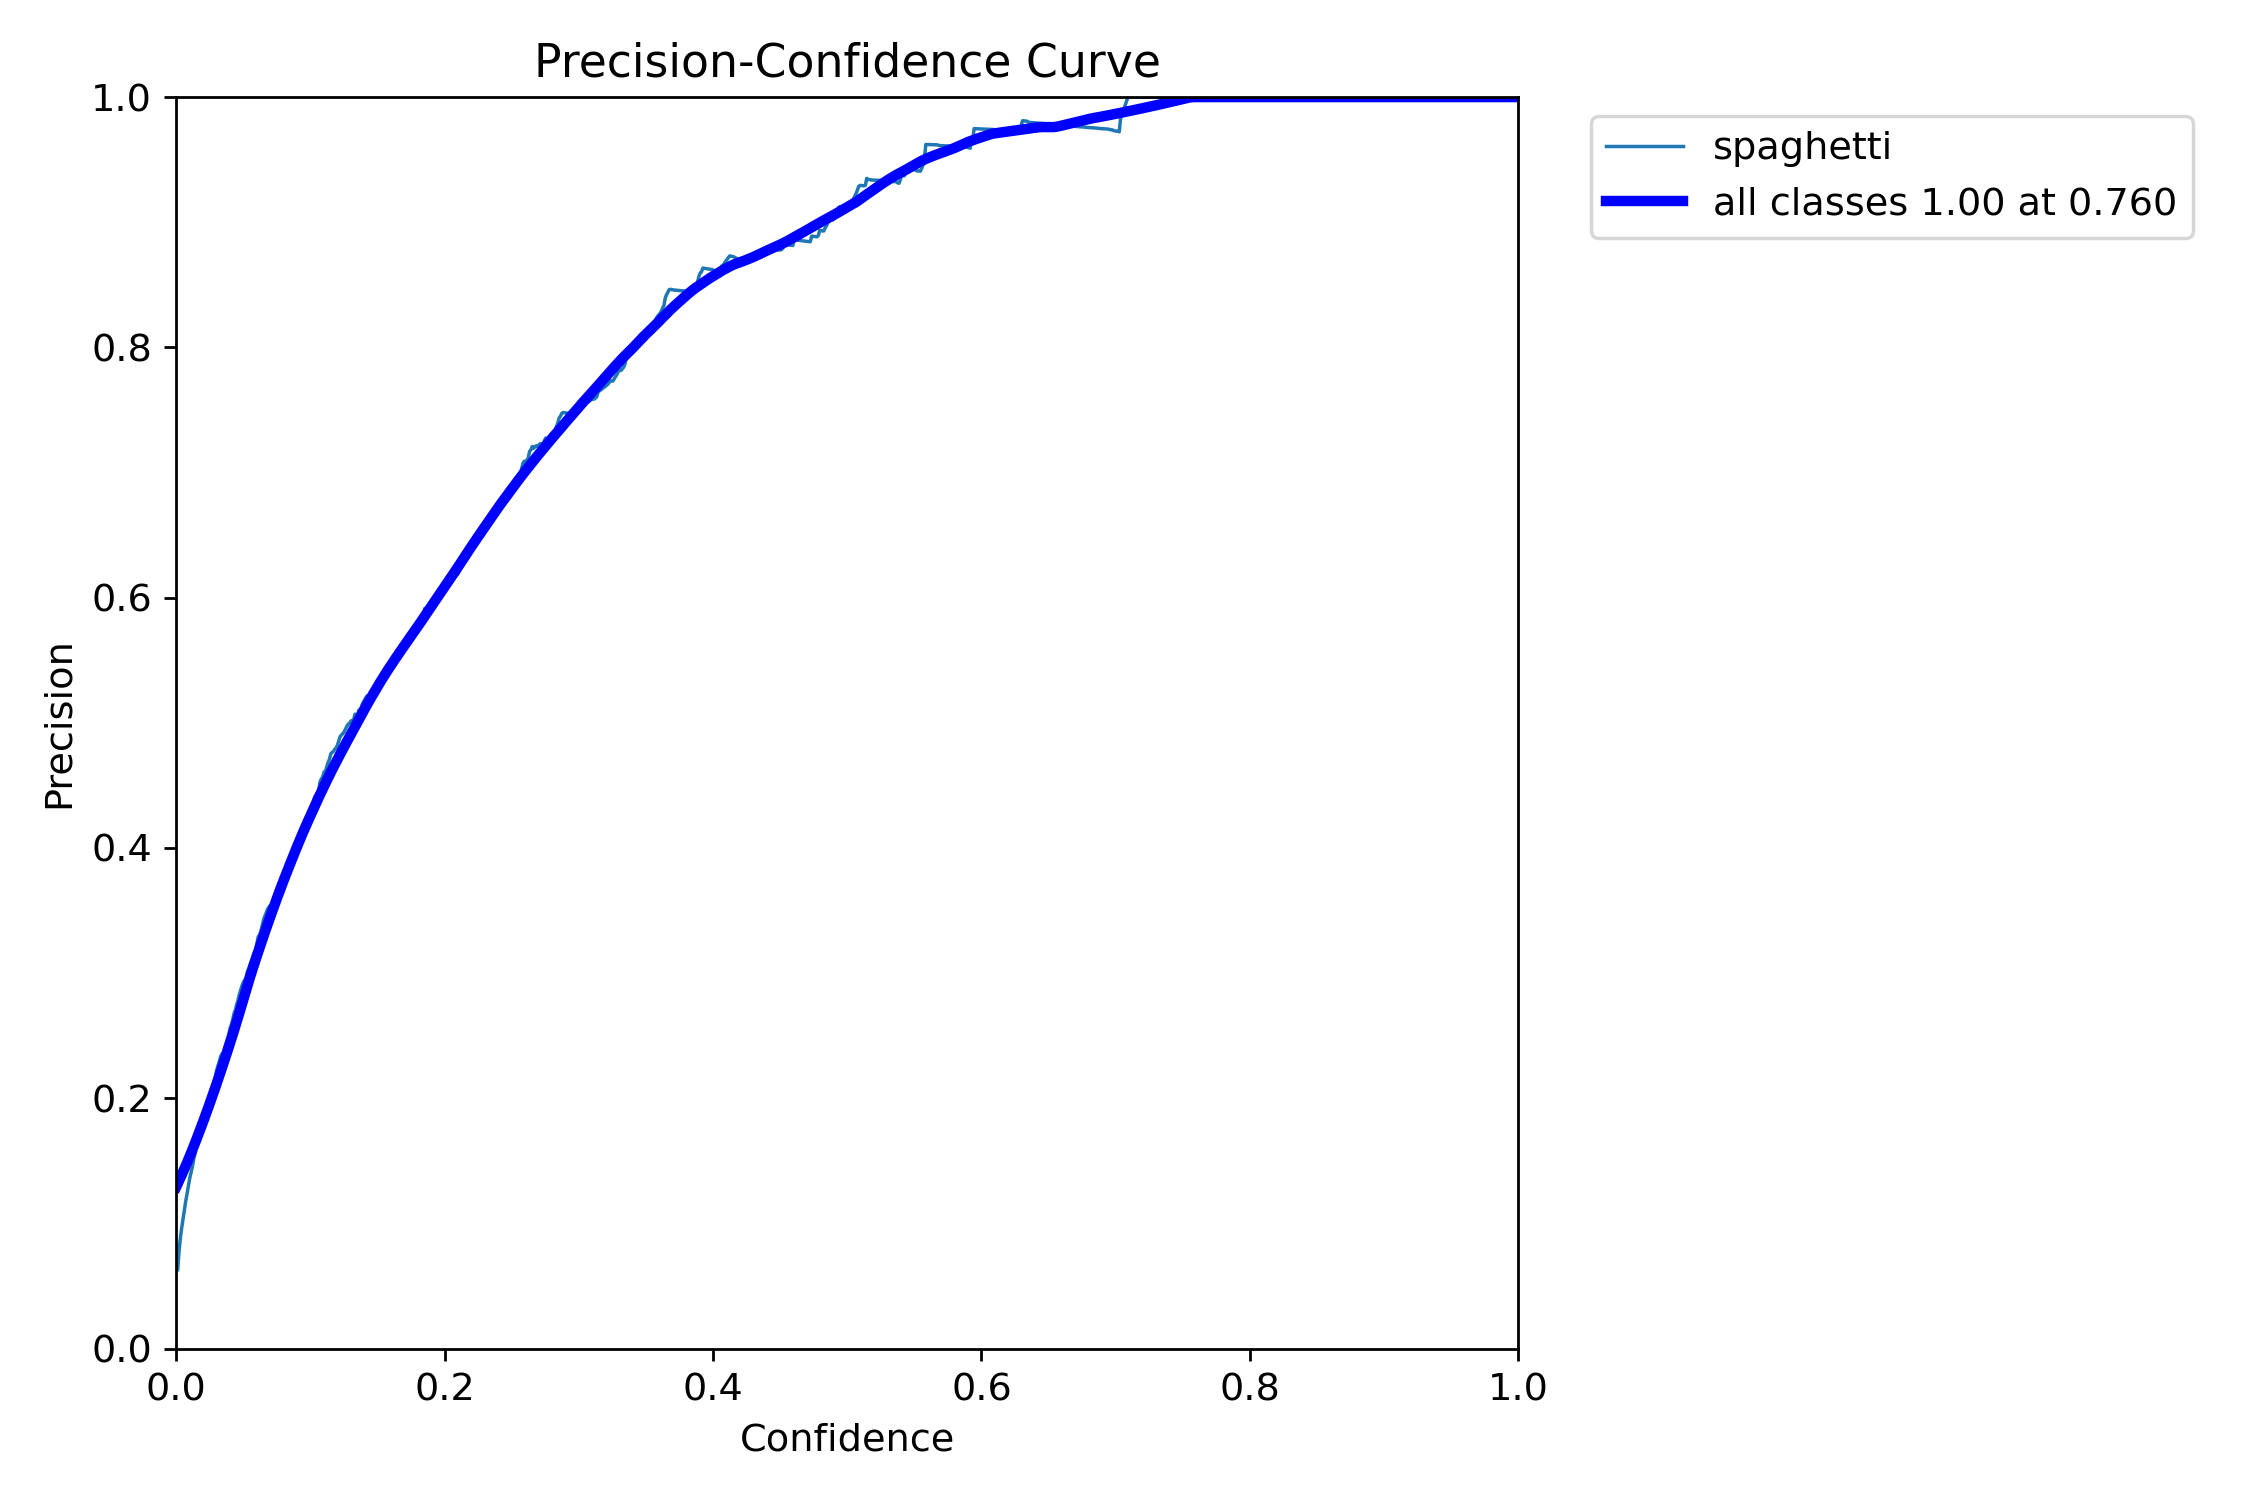 Precision-Confidence Curve
1.0
0.8
0.6
0.4
0.2
0.0
Precision
0.0 0.2 0.4 0.6 0.8 1.0
Confidence
spaghetti
all classes 1.00 at 0.760